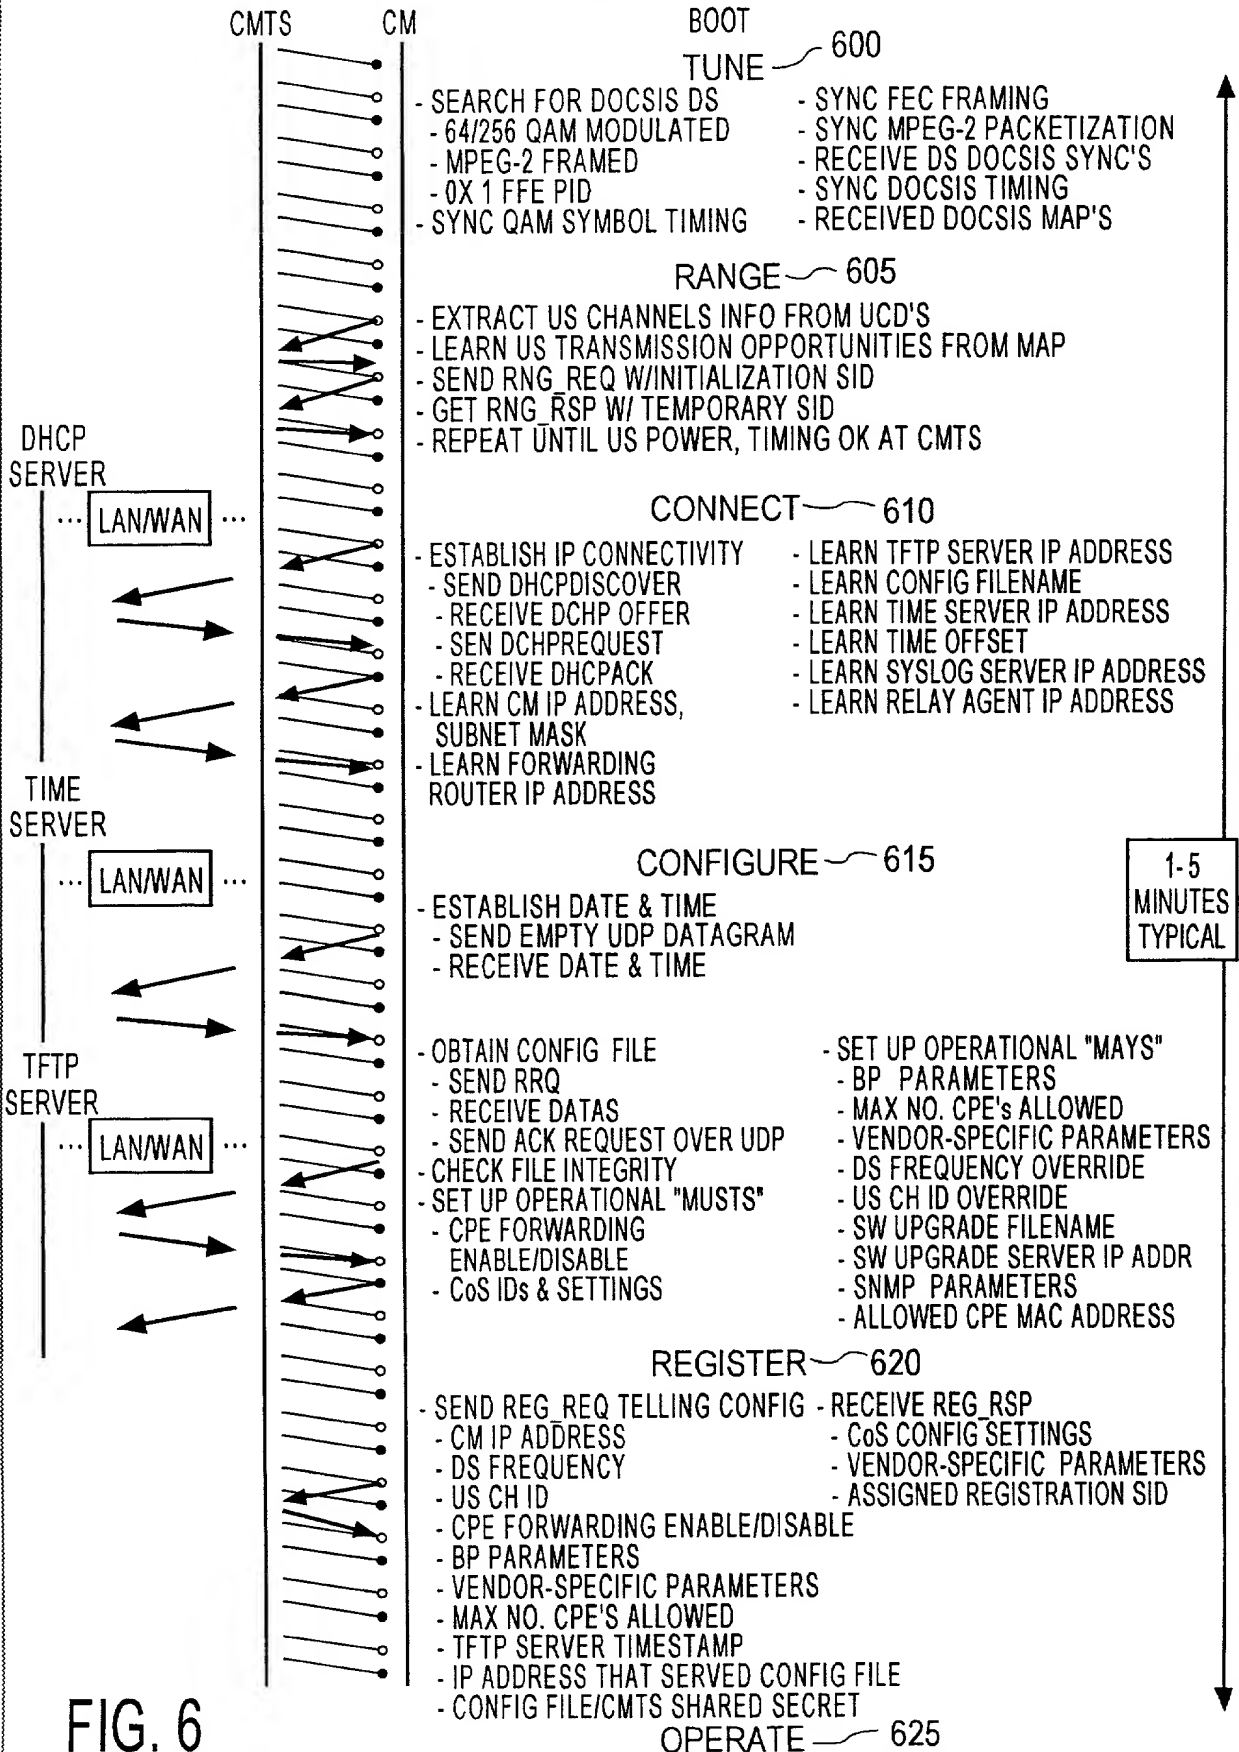 CMTS
CM
BOOT
TUNE 600
- SEARCH FOR DOCSIS DS
- 64/256 QAM MODULATED
- MPEG-2 FRAMED
- 0X 1 FFE PID
- SYNC QAM SYMBOL TIMING
- SYNC FEC FRAMING
- SYNC MPEG-2 PACKETIZATION
- RECEIVE DS DOCSIS SYNC'S
- SYNC DOCSIS TIMING
- RECEIVED DOCSIS MAP'S
RANGE 605
- EXTRACT US CHANNELS INFO FROM UCD'S
- LEARN US TRANSMISSION OPPORTUNITIES FROM MAP
- SEND RNG_REQ W/INITIALIZATION SID
- GET RNG_RSP W/ TEMPORARY SID
- REPEAT UNTIL US POWER, TIMING OK AT CMTS
DHCP
SERVER
... LAN/WAN ...
CONNECT 610
- ESTABLISH IP CONNECTIVITY
- SEND DHCPDISCOVER
- RECEIVE DCHP OFFER
- SEN DCHPREQUEST
- RECEIVE DHCPACK
- LEARN CM IP ADDRESS,
SUBNET MASK
- LEARN FORWARDING
ROUTER IP ADDRESS
- LEARN TFTP SERVER IP ADDRESS
- LEARN CONFIG FILENAME
- LEARN TIME SERVER IP ADDRESS
- LEARN TIME OFFSET
- LEARN SYSLOG SERVER IP ADDRESS
- LEARN RELAY AGENT IP ADDRESS
TIME
SERVER
... LAN/WAN ...
CONFIGURE 615
- ESTABLISH DATE & TIME
- SEND EMPTY UDP DATAGRAM
- RECEIVE DATE & TIME
1-5
MINUTES
TYPICAL
TFTP
SERVER
... LAN/WAN ...
- OBTAIN CONFIG FILE
- SEND RRQ
- RECEIVE DATAS
- SEND ACK REQUEST OVER UDP
- CHECK FILE INTEGRITY
- SET UP OPERATIONAL "MUSTS"
- CPE FORWARDING
ENABLE/DISABLE
- CoS IDs & SETTINGS
- SET UP OPERATIONAL "MAYS"
- BP PARAMETERS
- MAX NO. CPE's ALLOWED
- VENDOR-SPECIFIC PARAMETERS
- DS FREQUENCY OVERRIDE
- US CH ID OVERRIDE
- SW UPGRADE FILENAME
- SW UPGRADE SERVER IP ADDR
- SNMP PARAMETERS
- ALLOWED CPE MAC ADDRESS
REGISTER 620
- SEND REG_REQ TELLING CONFIG
- CM IP ADDRESS
- DS FREQUENCY
- US CH ID
- CPE FORWARDING ENABLE/DISABLE
- BP PARAMETERS
- VENDOR-SPECIFIC PARAMETERS
- MAX NO. CPE'S ALLOWED
- TFTP SERVER TIMESTAMP
- IP ADDRESS THAT SERVED CONFIG FILE
- CONFIG FILE/CMTS SHARED SECRET
- RECEIVE REG_RSP
- CoS CONFIG SETTINGS
- VENDOR-SPECIFIC PARAMETERS
- ASSIGNED REGISTRATION SID
OPERATE 625
FIG. 6